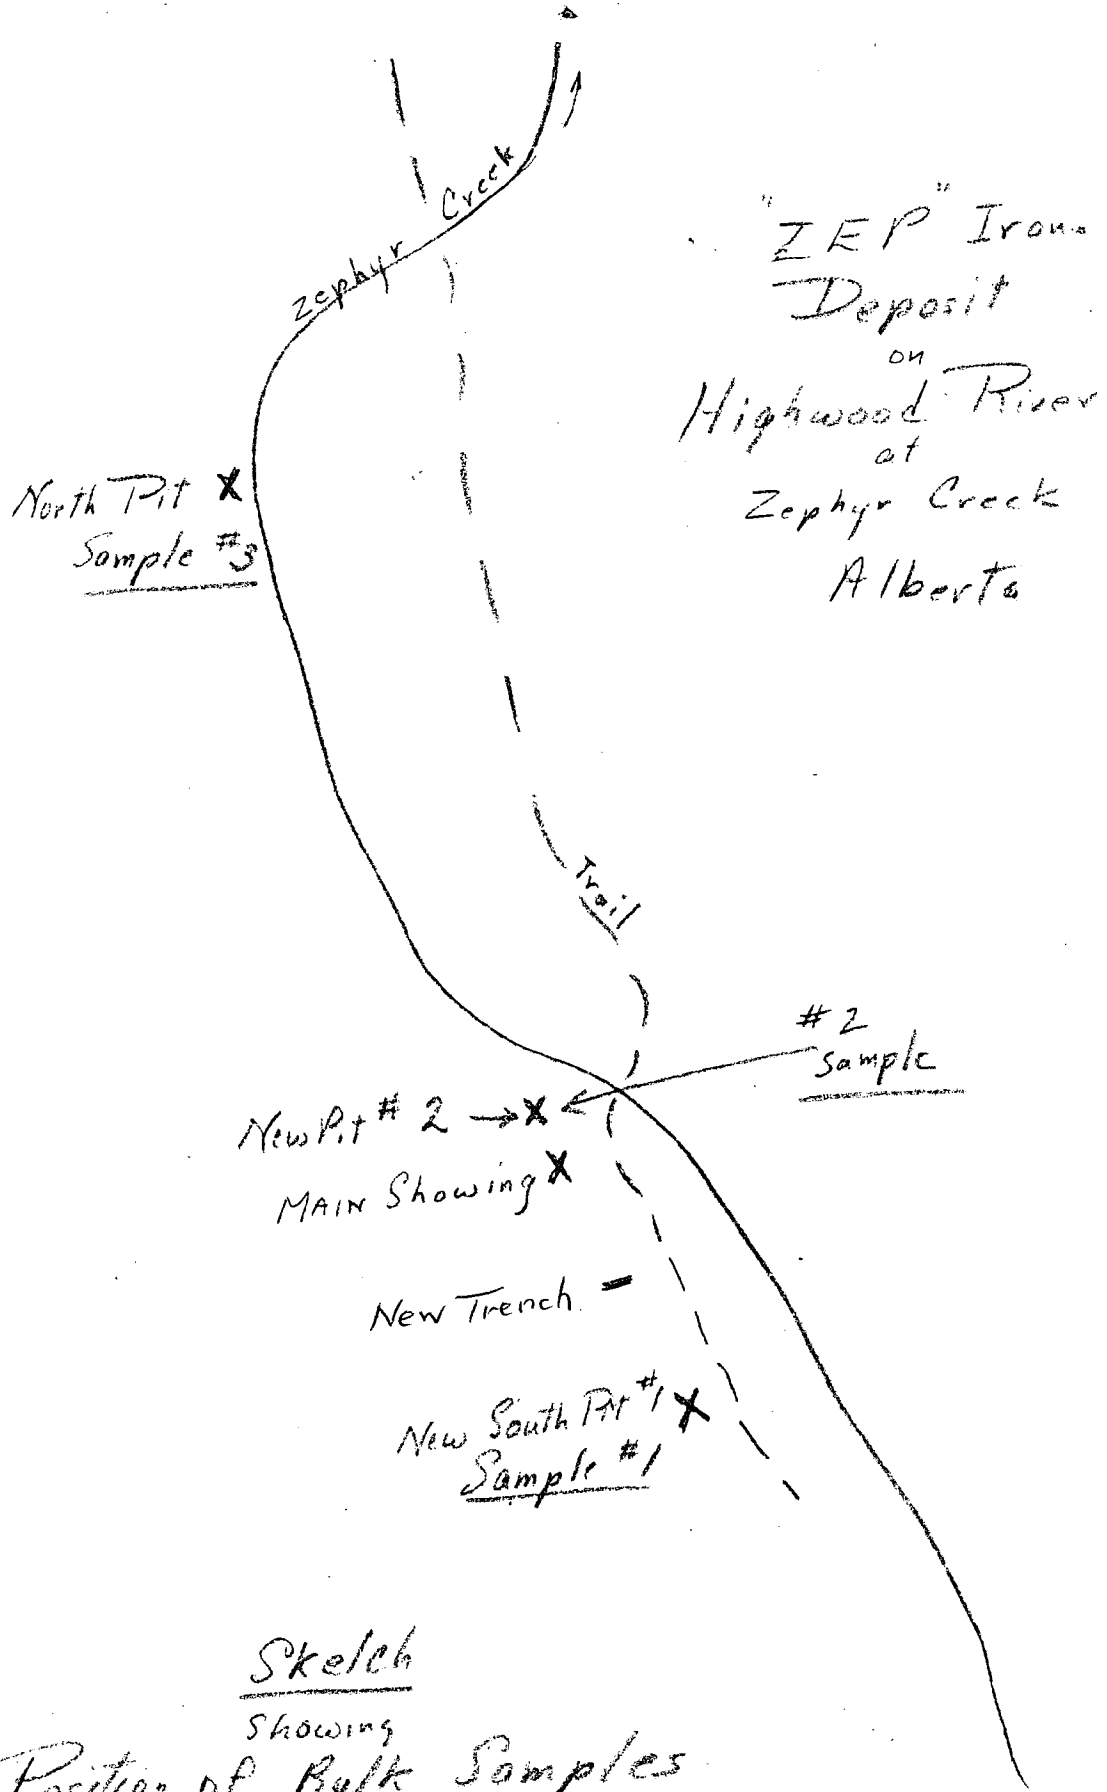 Zephyr Creek
"ZEP" Iron
Deposit
on
Highwood River
at
Zephyr Creek
Alberta
North Pit X
Sample #3
Trail
# 2
Sample
New Pit # 2 → X
MAIN Showing X
New Trench
New South Pit #1 X
Sample #1
Sketch
Showing
Position of Bulk Samples